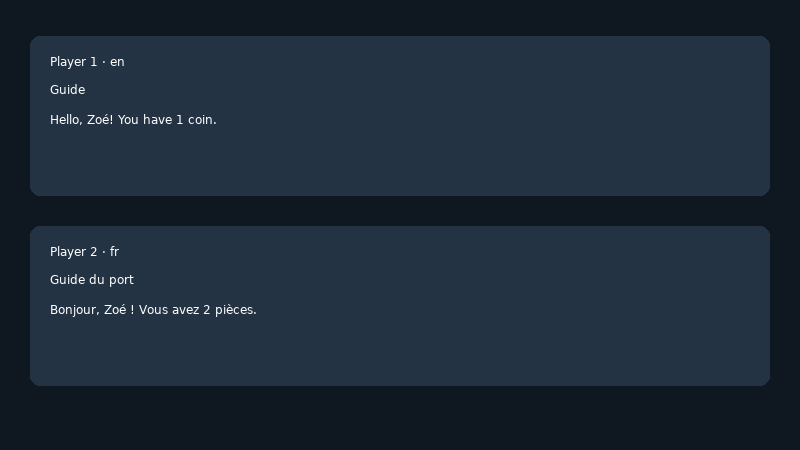 Player 1 · en
Guide
Hello, Zoé! You have 1 coin.
Player 2 · fr
Guide du port
Bonjour, Zoé ! Vous avez 2 pièces.